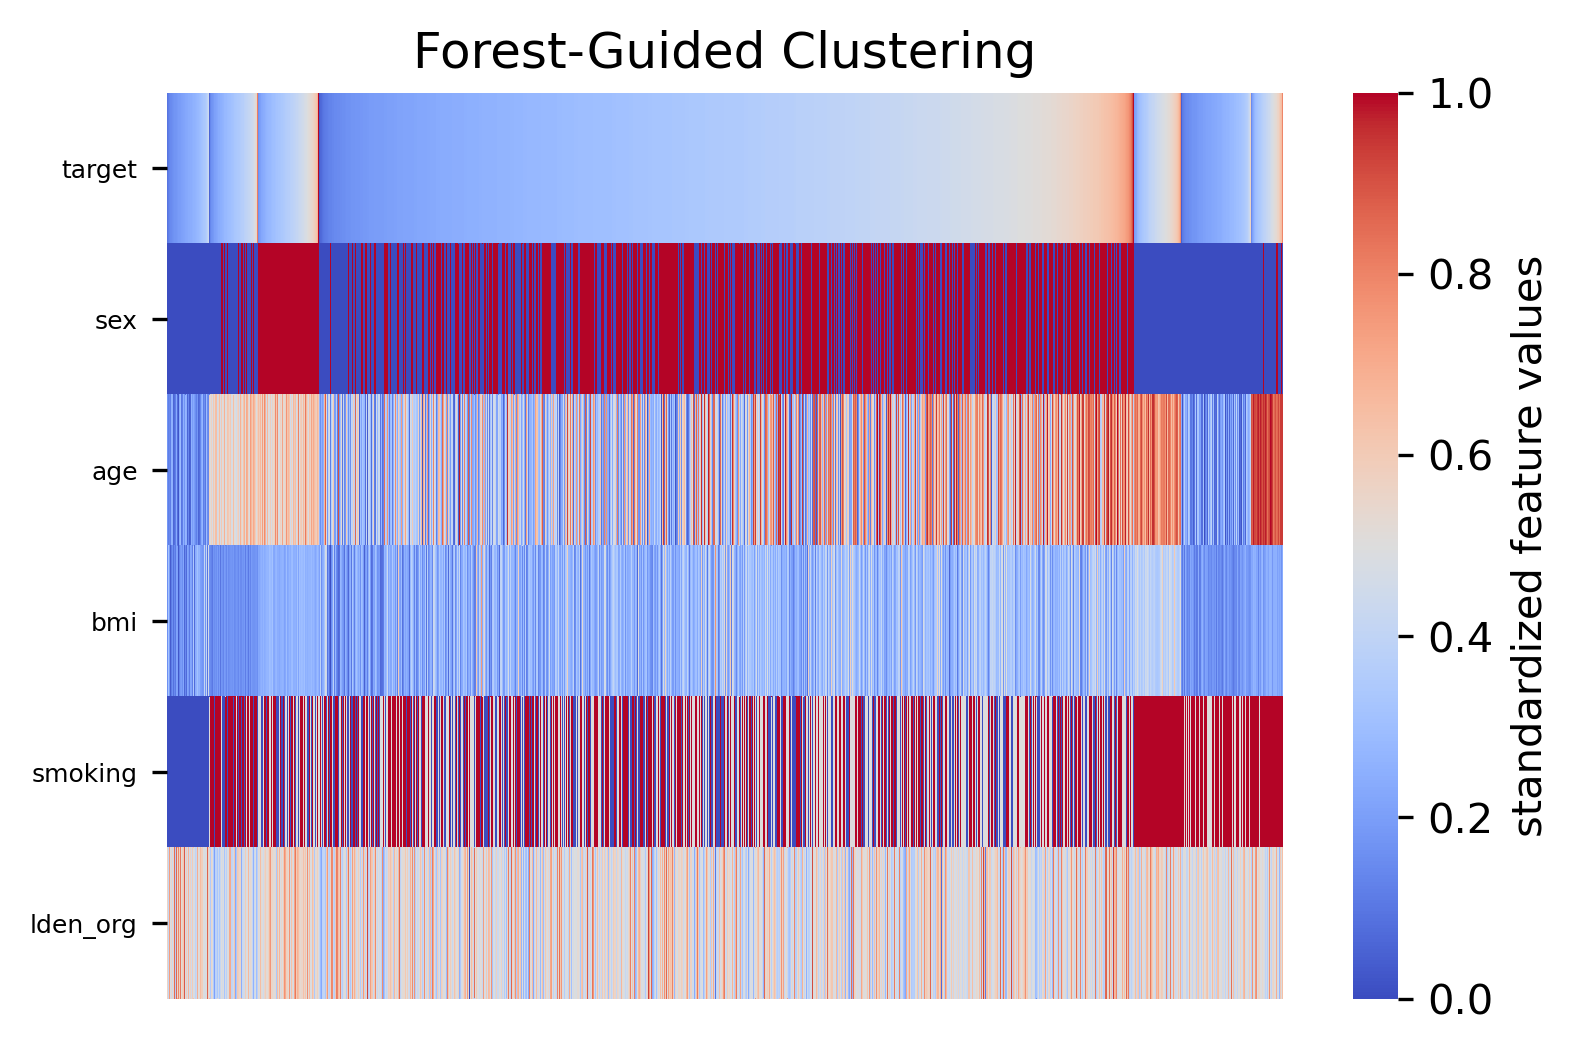 Forest-Guided Clustering
target
sex
age
bmi
smoking
lden_org
1.0
0.8
0.6
0.4
0.2
0.0
standardized feature values